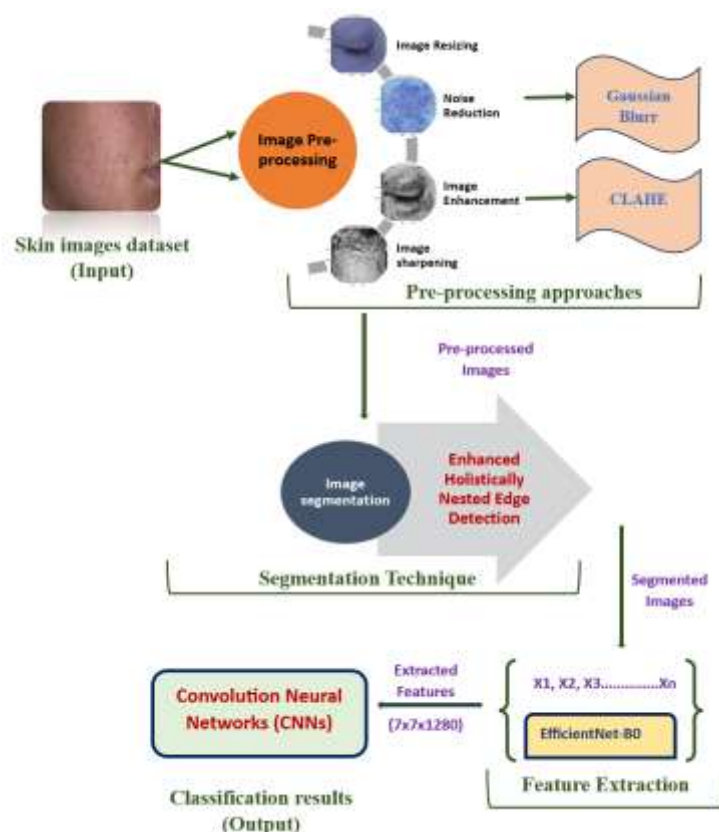 Image Resizing
Noise
Reduction
Gaussian
Blurr
Image Pre-
processing
Image
Enhancement
CLAHE
Skin images dataset
(Input)
Image
sharpening
Pre-processing approaches
Pre-processed
Images
Image
segmentation
Enhanced
Holistically
Nested Edge
Detection
Segmentation Technique
Segmented
Images
Convolution Neural
Networks (CNNs)
Extracted
Features
(7x7x1280)
X1, X2, X3..............Xn
EfficientNet-B0
Feature Extraction
Classification results
(Output)